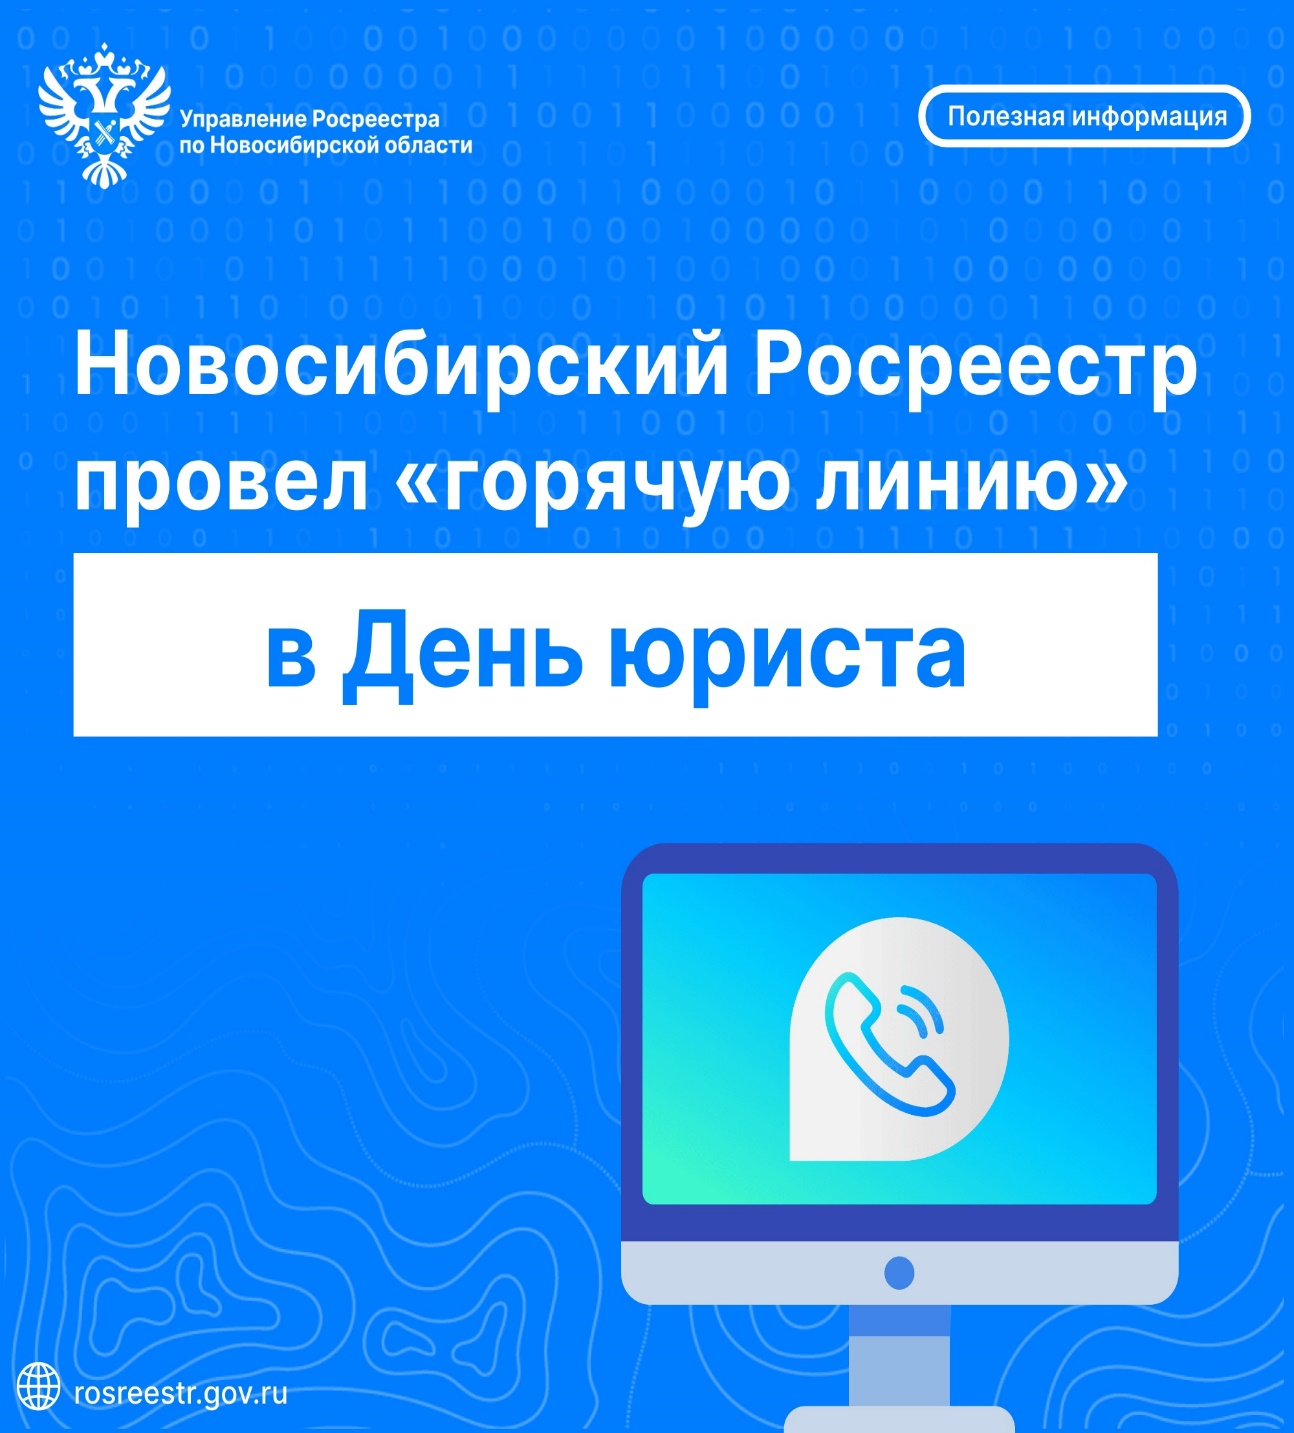 Управление Росреестра
по Новосибирской области
Полезная информация
Новосибирский Росреестр
провел «горячую линию»
в День юриста
rosreestr.gov.ru